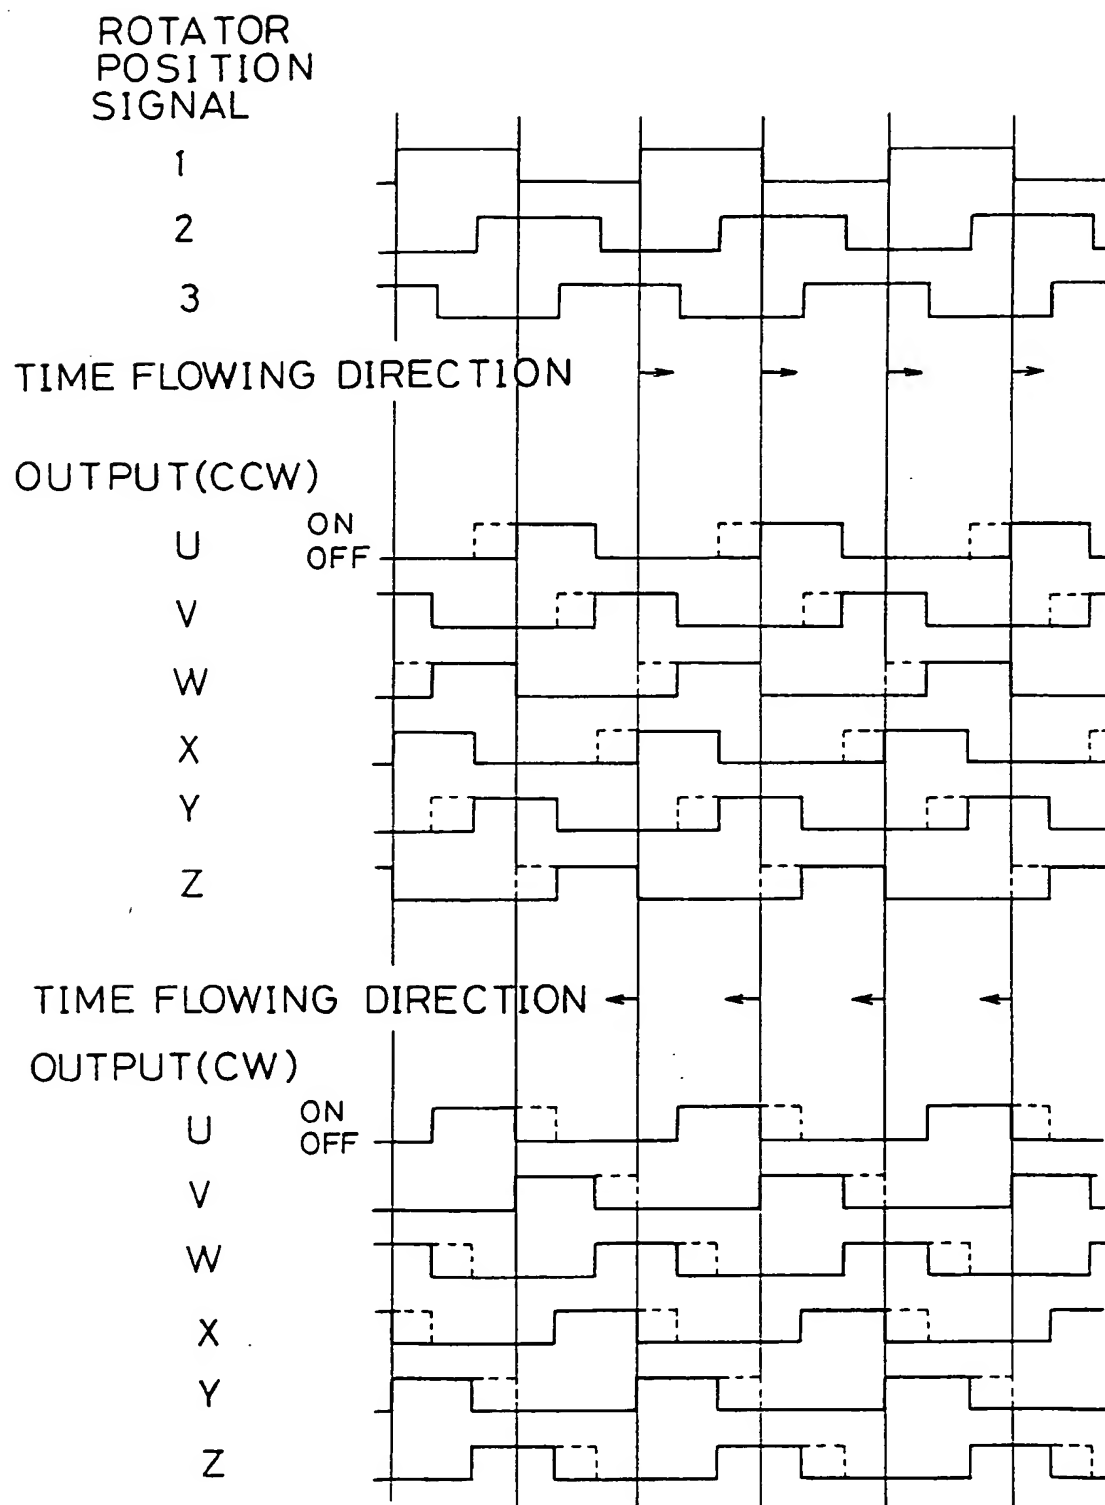 ROTATOR
POSITION
SIGNAL
1
2
3
TIME FLOWING DIRECTION
OUTPUT(CCW)
U ON
OFF
V
W
X
Y
Z
TIME FLOWING DIRECTION
OUTPUT(CW)
U ON
OFF
V
W
X
Y
Z